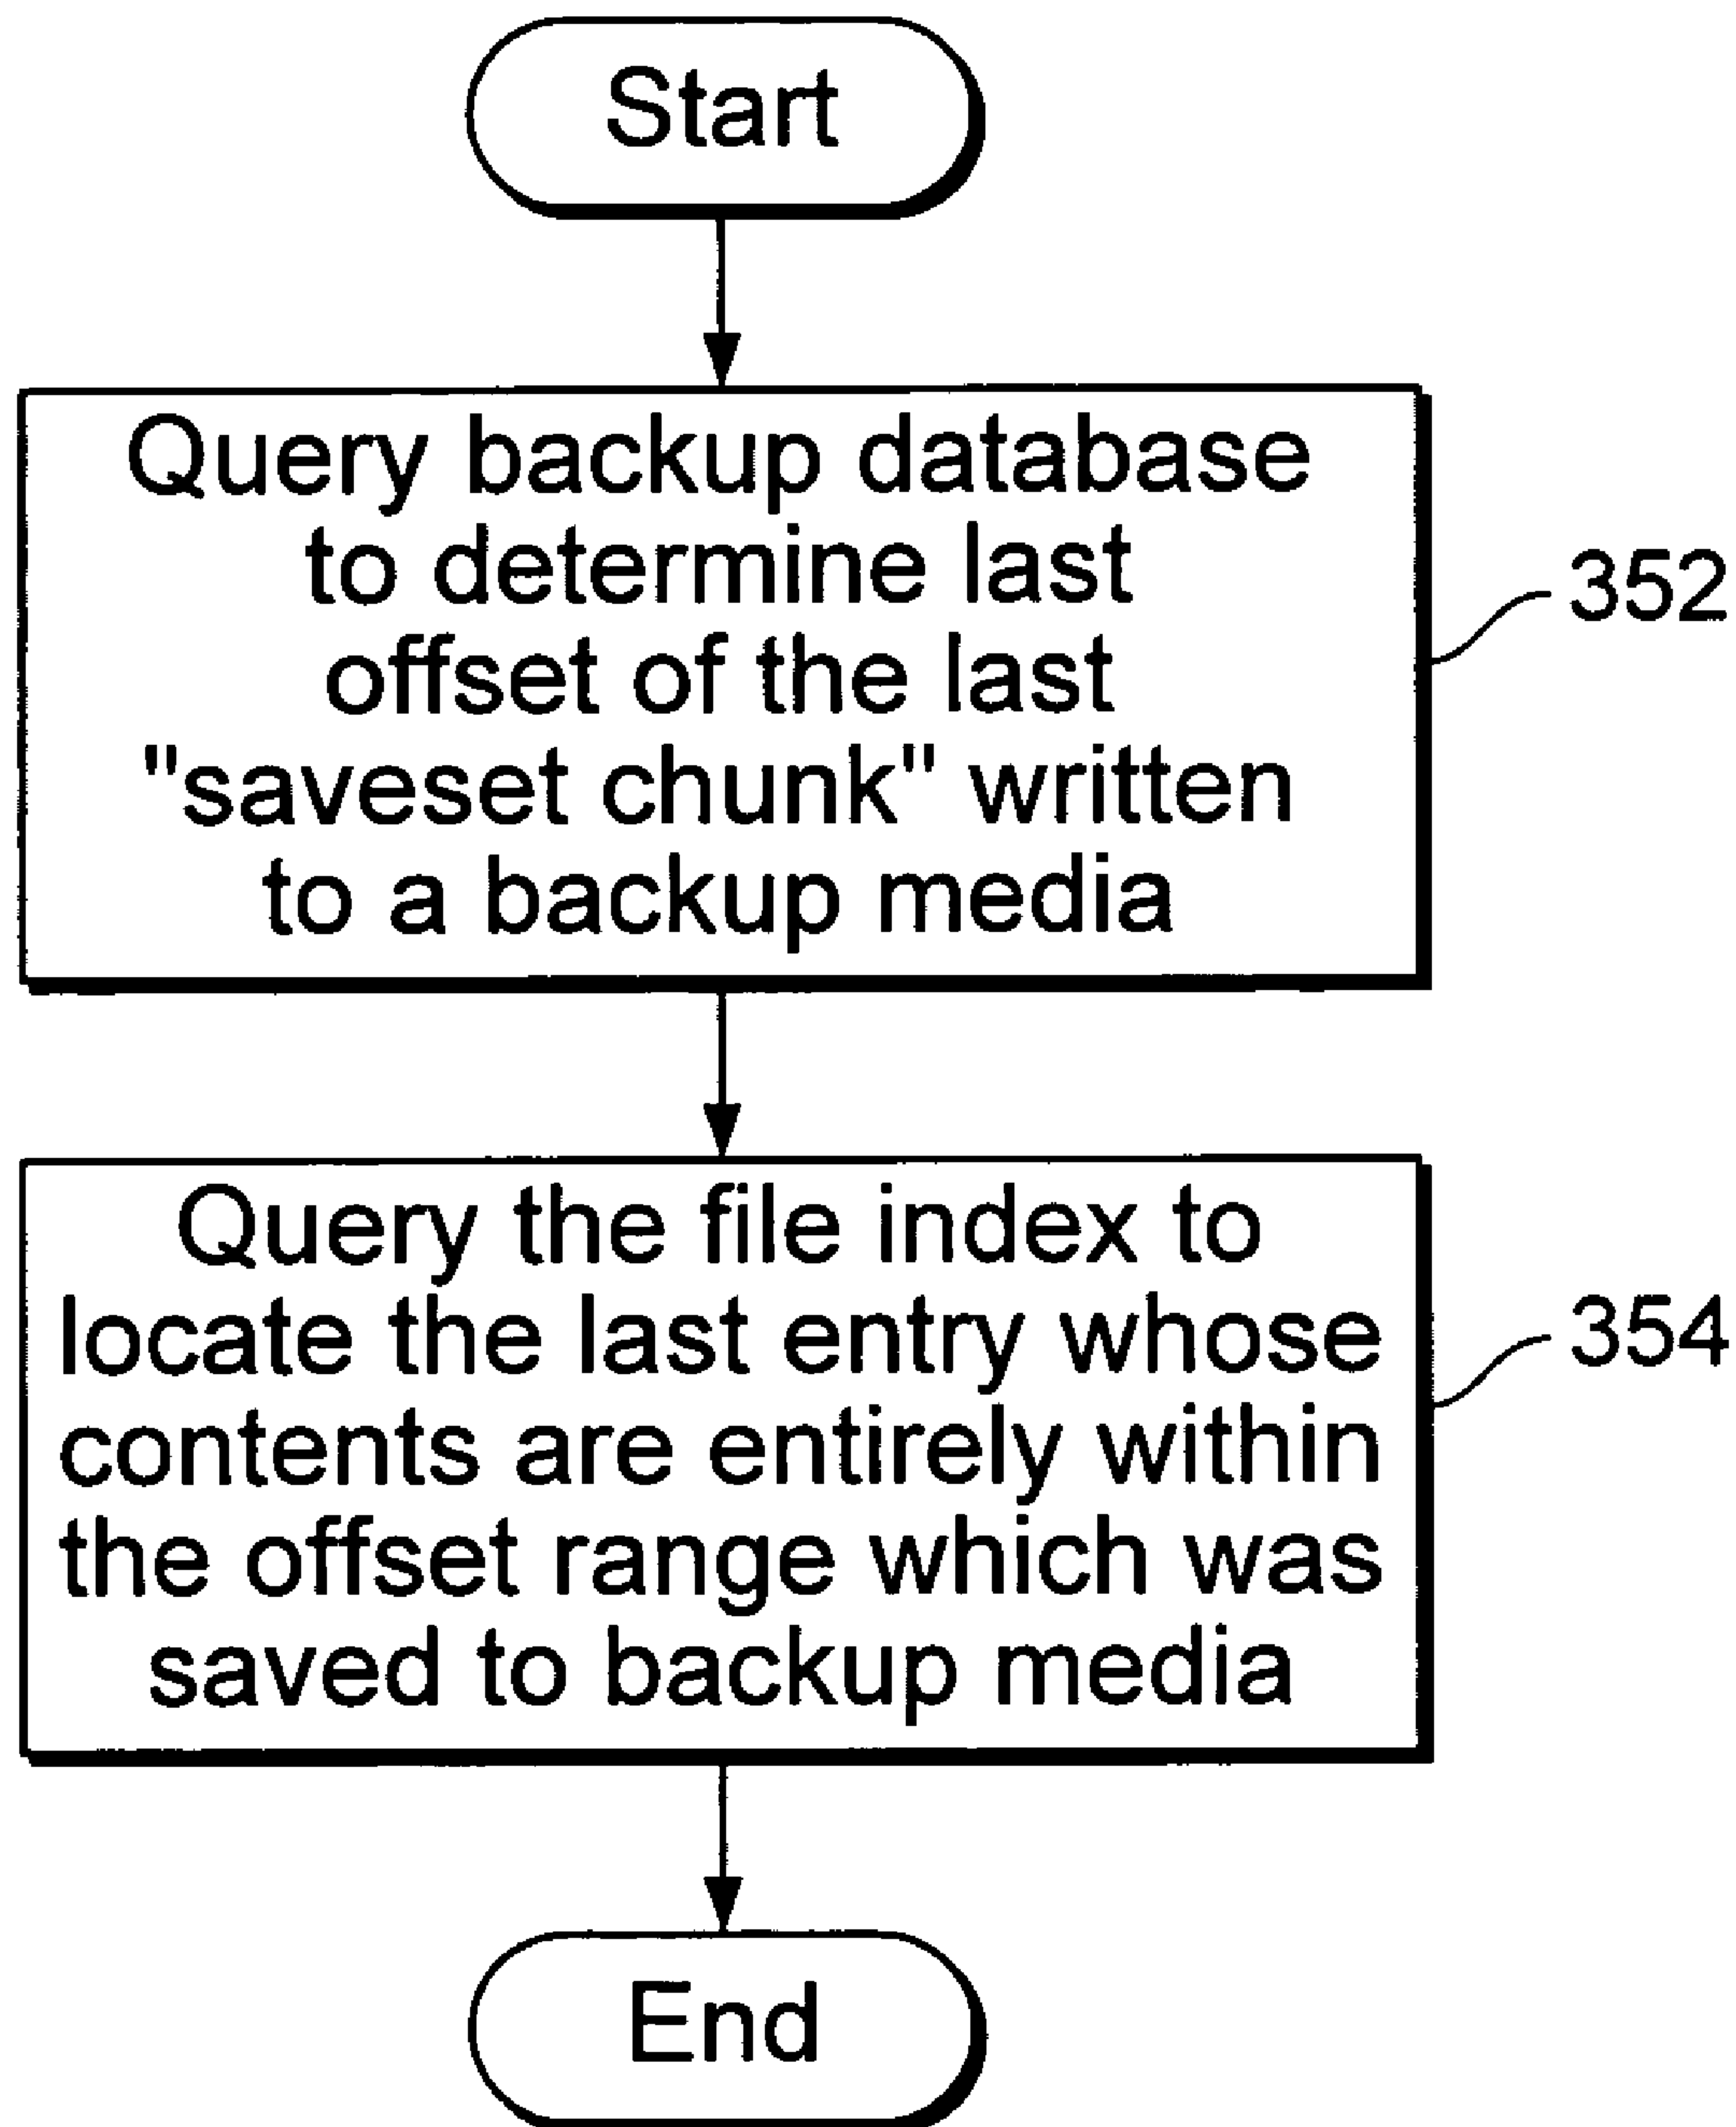 Start
Query backup database
to determine last
offset of the last
"saveset chunk" written
to a backup media
352
Query the file index to
locate the last entry whose
contents are entirely within
the offset range which was
saved to backup media
354
End